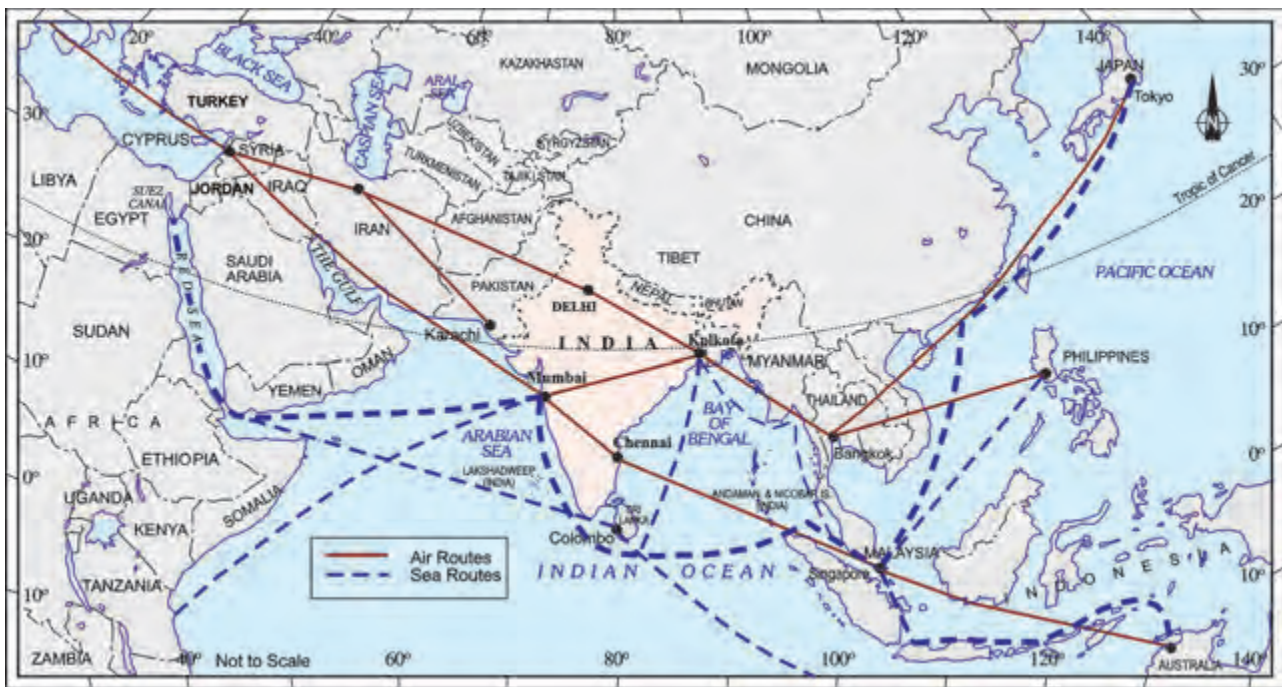 20°
40°
60°
80°
100°
120°
140°
BLACK SEA
ARAL SEA
KAZAKHASTAN
MONGOLIA
JAPAN
30°
Tokyo
N
30°
TURKEY
CASPIAN SEA
UZBEKISTAN
KYRGYZSTAN
CYPRUS
SYRIA
TURKMENISTAN
TAJIKISTAN
Tropic of Cancer
LIBYA
SUEZ CANAL
JORDAN
IRAQ
EGYPT
IRAN
AFGHANISTAN
CHINA
20°
20°
SAUDI ARABIA
THE GULF
TIBET
PACIFIC OCEAN
RED SEA
PAKISTAN
DELHI
NEPAL
BHUTAN
SUDAN
Karachi
INDIA
Kolkata
MYANMAR
10°
10°
OMAN
PHILIPPINES
YEMEN
Mumbai
THAILAND
AFRICA
ARABIAN SEA
BAY OF BENGAL
Chennai
Bangkok
ETHIOPIA
LAKSHADWEEP (INDIA)
0°
0°
ANDAMAN & NICOBAR IS. (INDIA)
UGANDA
SOMALIA
SRI LANKA
KENYA
Colombo
MALAYSIA
Air Routes
Sea Routes
INDIAN OCEAN
Singapore
INDONESIA
TANZANIA
10°
10°
ZAMBIA
40°
Not to Scale
60°
80°
100°
120°
AUSTRALIA
140°